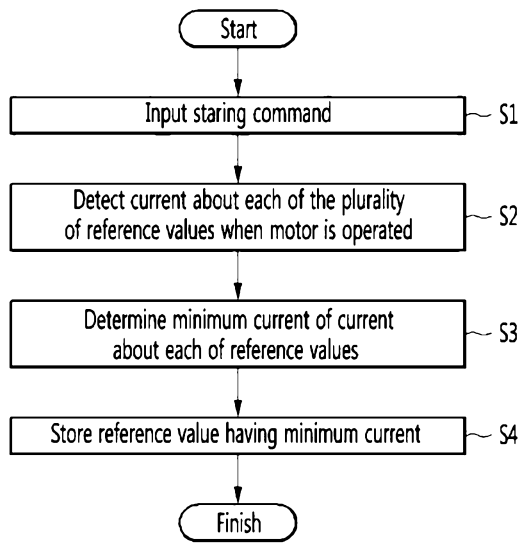 Start
Input staring command
S1
Detect current about each of the plurality
of reference values when motor is operated
S2
Determine minimum current of current
about each of reference values
S3
Store reference value having minimum current
S4
Finish